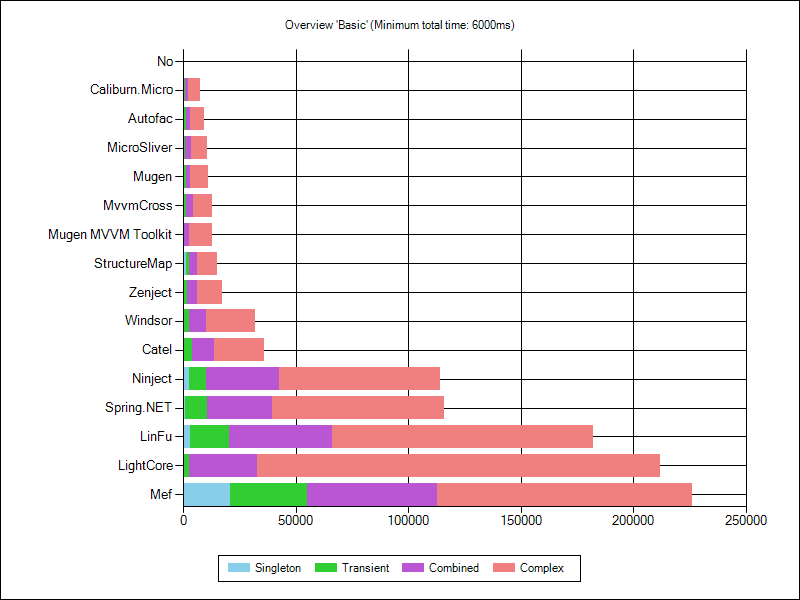 Overview 'Basic' (Minimum total time: 6000ms)
No
Caliburn.Micro
Autofac
MicroSliver
Mugen
MvvmCross
Mugen MVVM Toolkit
StructureMap
Zenject
Windsor
Catel
Ninject
Spring.NET
LinFu
LightCore
Mef
0 50000 100000 150000 200000 250000
Singleton Transient Combined Complex